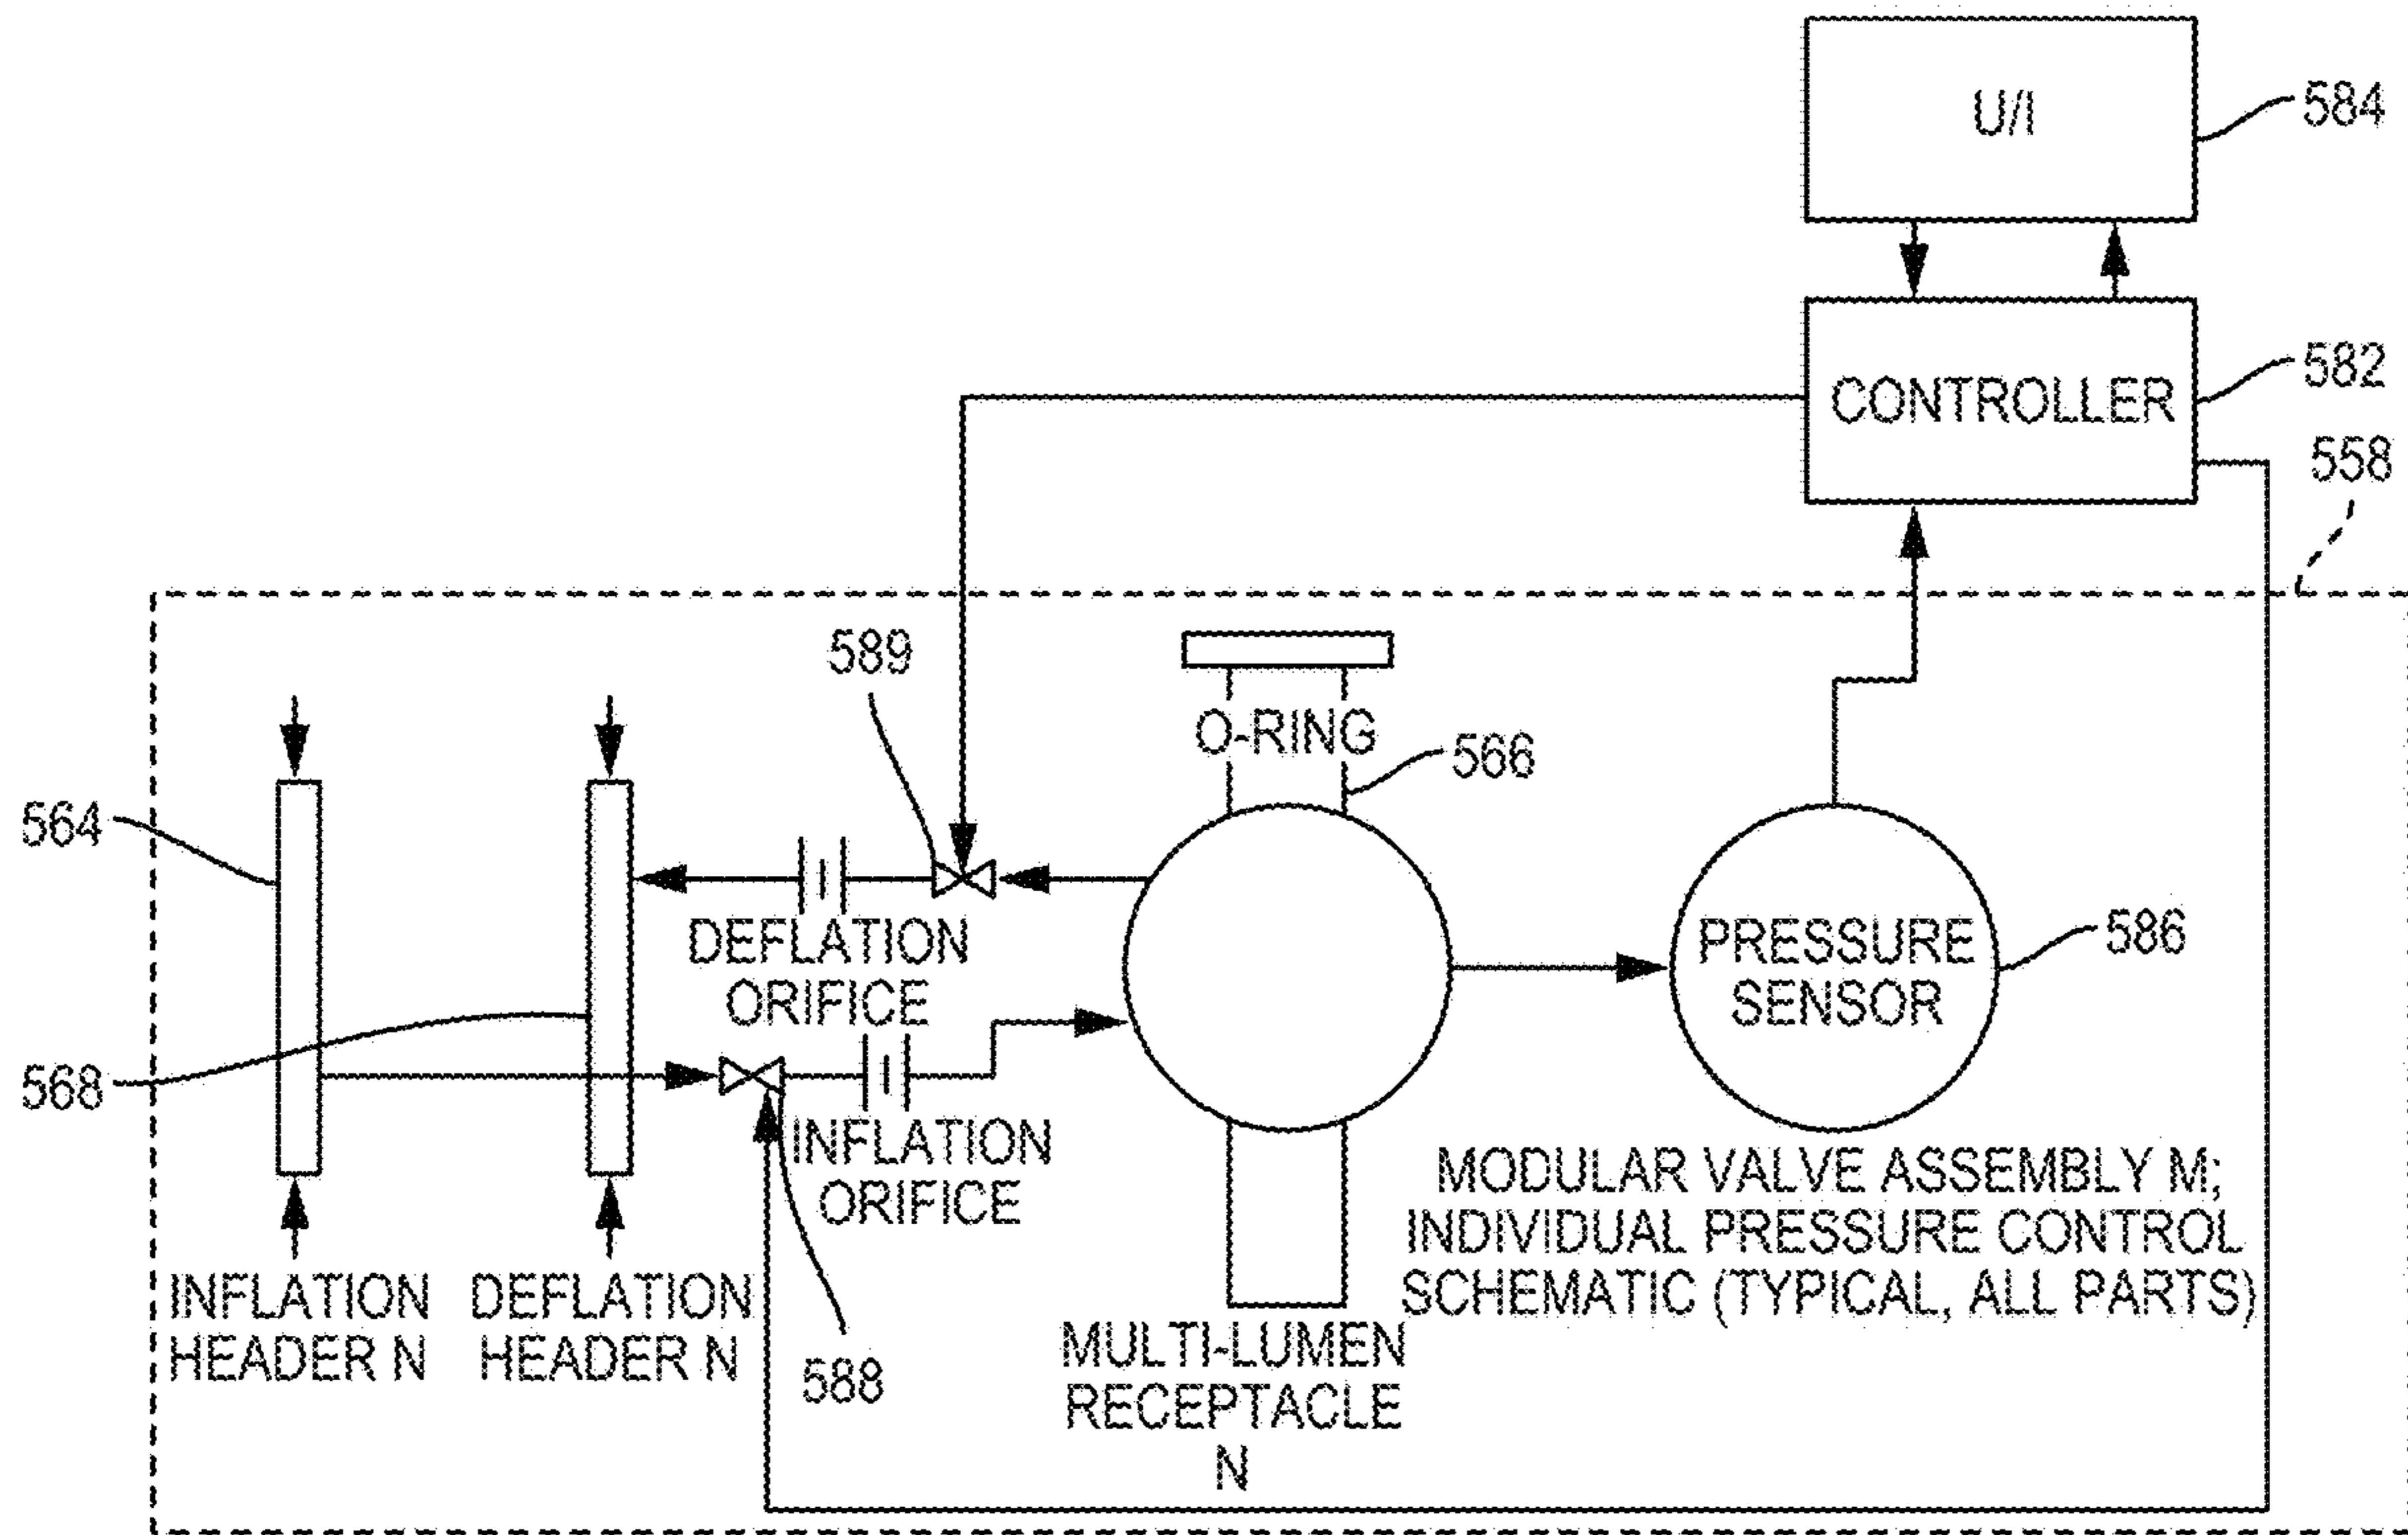 U/I
584
CONTROLLER
582
558
589
O-RING
566
564
DEFLATION
ORIFICE
PRESSURE
SENSOR
586
568
INFLATION
ORIFICE
MODULAR VALVE ASSEMBLY M;
INDIVIDUAL PRESSURE CONTROL
SCHEMATIC (TYPICAL, ALL PARTS)
INFLATION
HEADER N
DEFLATION
HEADER N
588
MULTI-LUMEN
RECEPTACLE
N